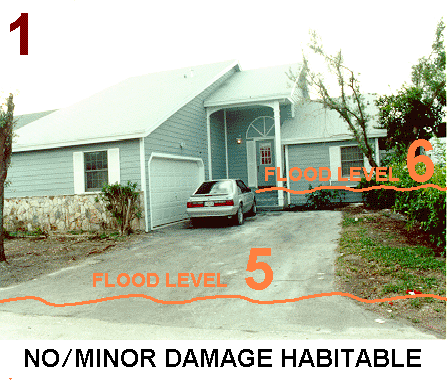 1
FLOOD LEVEL 6
FLOOD LEVEL 5
NO/MINOR DAMAGE HABITABLE